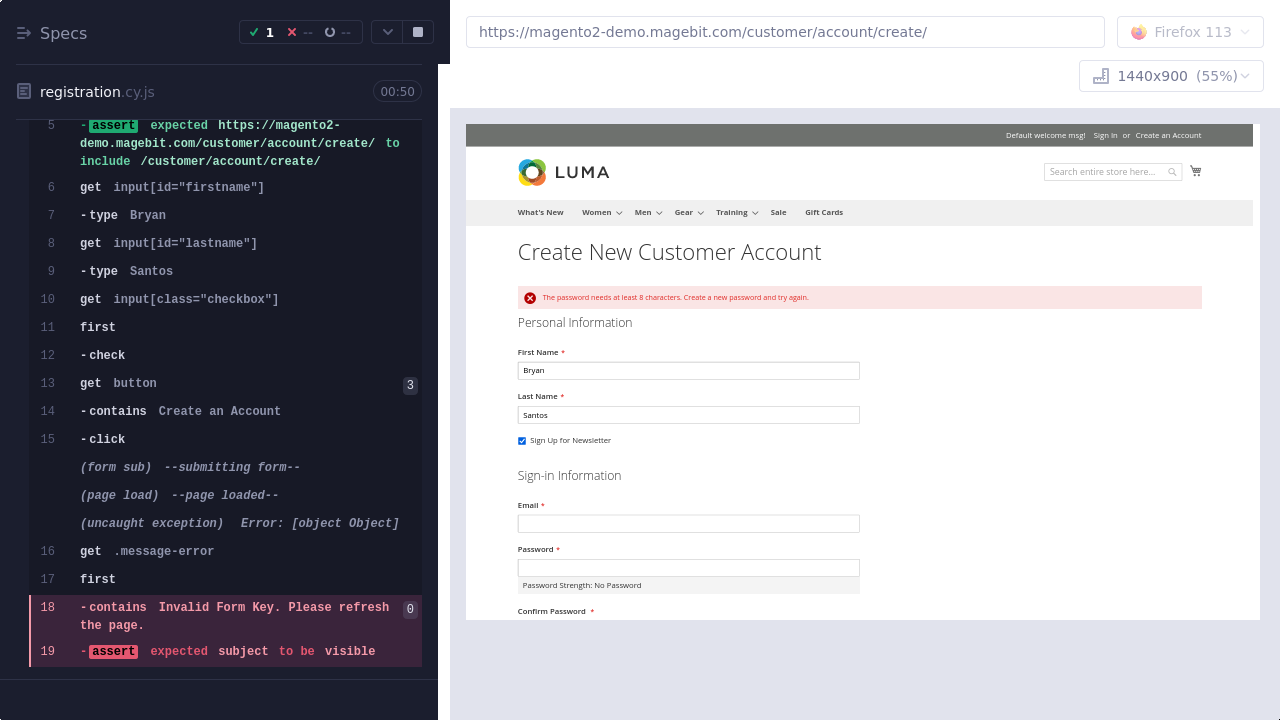 Specs
1
--
--
registration.cy.js
00:50
5 -assert expected https://magento2-
demo.magebit.com/customer/account/create/ to
include /customer/account/create/
6 get input[id="firstname"]
7 -type Bryan
8 get input[id="lastname"]
9 -type Santos
10 get input[class="checkbox"]
11 first
12 -check
13 get button 3
14 -contains Create an Account
15 -click
(form sub) --submitting form--
(page load) --page loaded--
(uncaught exception) Error: [object Object]
16 get .message-error
17 first
18 -contains Invalid Form Key. Please refresh 0
the page.
19 -assert expected subject to be visible
https://magento2-demo.magebit.com/customer/account/create/
Firefox 113
1440x900 (55%)
Default welcome msg! Sign In or Create an Account
LUMA
Search entire store here...
What's New Women Men Gear Training Sale Gift Cards
Create New Customer Account
The password needs at least 8 characters. Create a new password and try again.
Personal Information
First Name *
Bryan
Last Name *
Santos
Sign Up for Newsletter
Sign-in Information
Email *
Password *
Password Strength: No Password
Confirm Password *